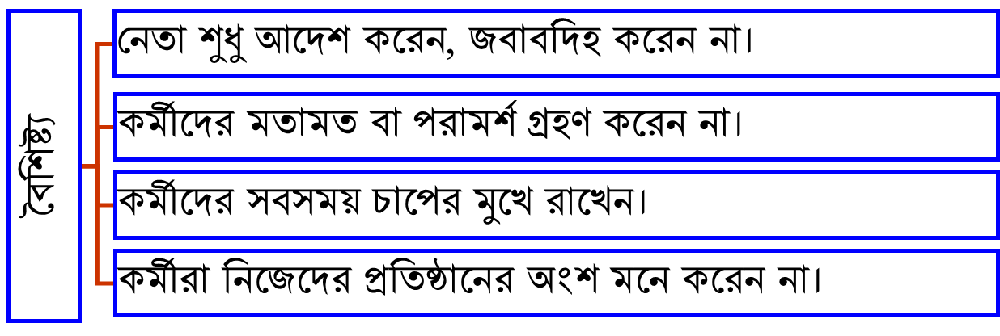 বৈশিষ্ট্য
নেতা শুধু আদেশ করেন, জবাবদিহ করেন না।
কর্মীদের মতামত বা পরামর্শ গ্রহণ করেন না।
কর্মীদের সবসময় চাপের মুখে রাখেন।
কর্মীরা নিজেদের প্রতিষ্ঠানের অংশ মনে করেন না।